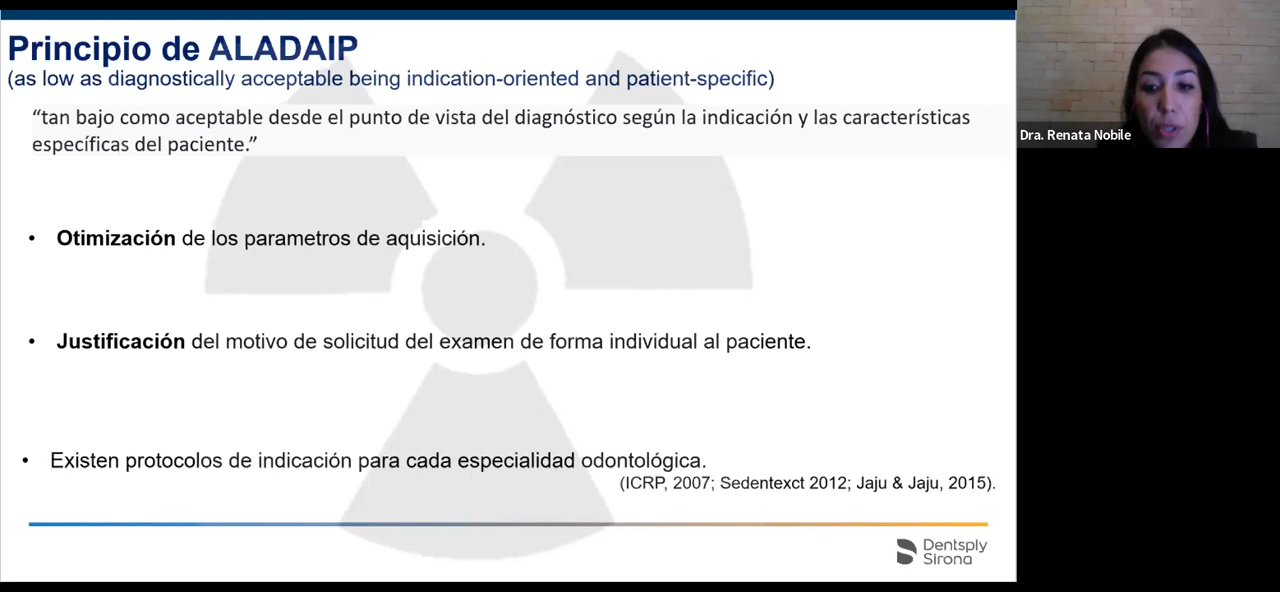 Principio de ALADAIP
(as low as diagnostically acceptable being indication-oriented and patient-specific)
“tan bajo como aceptable desde el punto de vista del diagnóstico según la indicación y las características
específicas del paciente.”
• Otimización de los parametros de aquisición.
• Justificación del motivo de solicitud del examen de forma individual al paciente.
• Existen protocolos de indicación para cada especialidad odontológica.
(ICRP, 2007; Sedentexct 2012; Jaju & Jaju, 2015).
Dentsply
Sirona
Dra. Renata Nobile